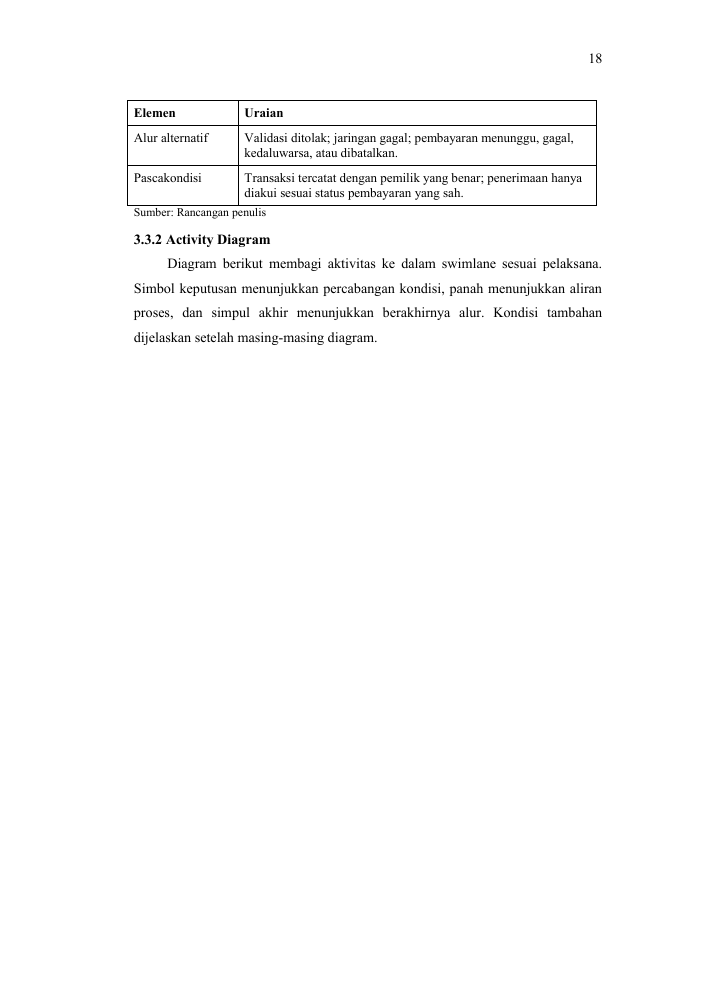 18
Elemen Uraian
Alur alternatif Validasi ditolak; jaringan gagal; pembayaran menunggu, gagal,
kedaluwarsa, atau dibatalkan.
Pascakondisi Transaksi tercatat dengan pemilik yang benar; penerimaan hanya
diakui sesuai status pembayaran yang sah.
Sumber: Rancangan penulis
3.3.2 Activity Diagram
Diagram berikut membagi aktivitas ke dalam swimlane sesuai pelaksana.
Simbol keputusan menunjukkan percabangan kondisi, panah menunjukkan aliran
proses, dan simpul akhir menunjukkan berakhirnya alur. Kondisi tambahan
dijelaskan setelah masing-masing diagram.